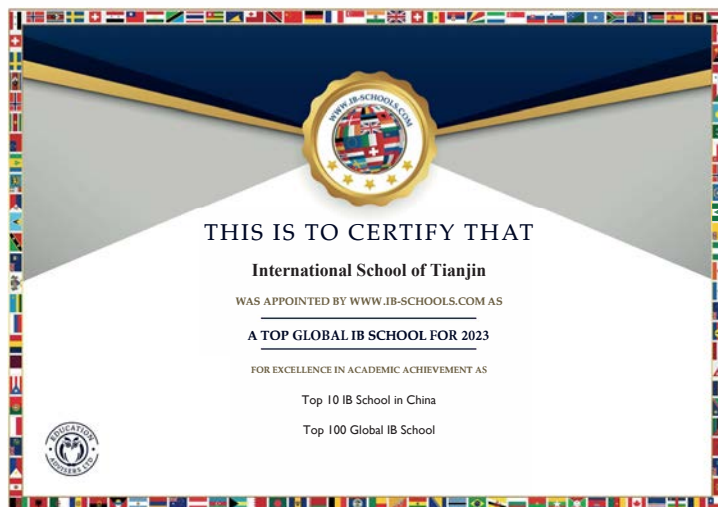 WWW.IB-SCHOOLS.COM
THIS IS TO CERTIFY THAT
International School of Tianjin
WAS APPOINTED BY WWW.IB-SCHOOLS.COM AS
A TOP GLOBAL IB SCHOOL FOR 2023
FOR EXCELLENCE IN ACADEMIC ACHIEVEMENT AS
Top 10 IB School in China
Top 100 Global IB School
EDUCATION
ADVISERS LTD